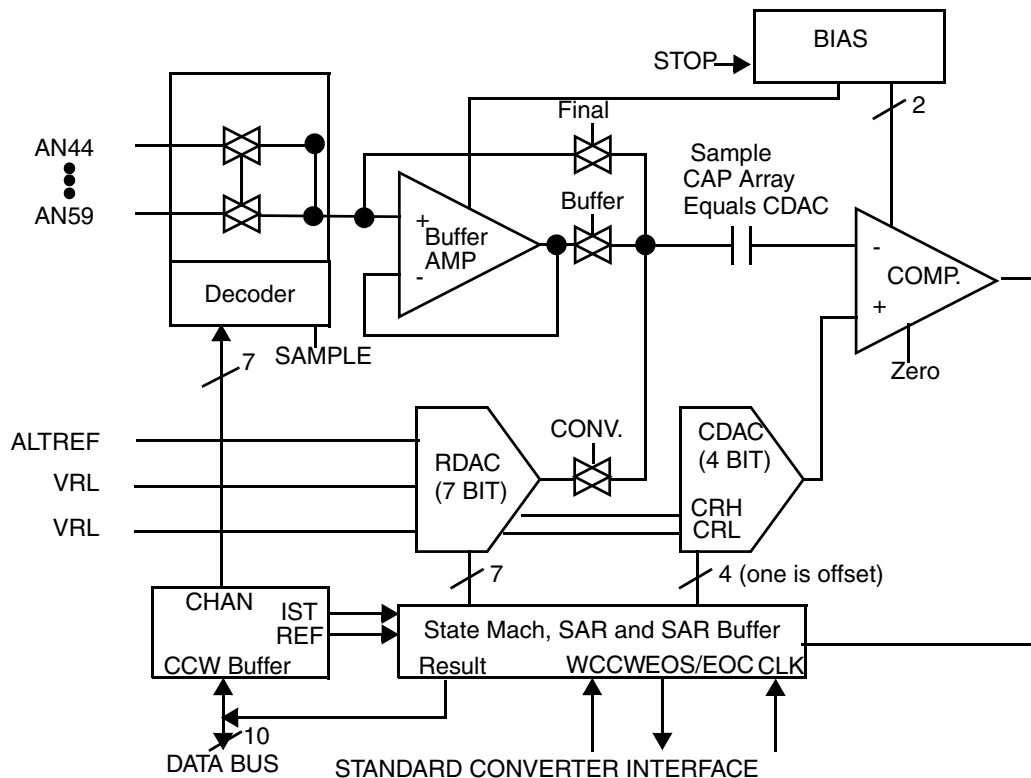 BIAS
STOP
2
Final
AN44
Sample
CAP Array
Equals CDAC
AN59
Buffer
+
Buffer
AMP
-
-
COMP.
+
Decoder
SAMPLE
Zero
7
ALTREF
CONV.
RDAC
(7 BIT)
CDAC
(4 BIT)
VRL
CRH
CRL
VRL
7
4 (one is offset)
CHAN
IST
REF
CCW Buffer
State Mach, SAR and SAR Buffer
Result
WCCW
EOS/EOC
CLK
10
DATA BUS
STANDARD CONVERTER INTERFACE